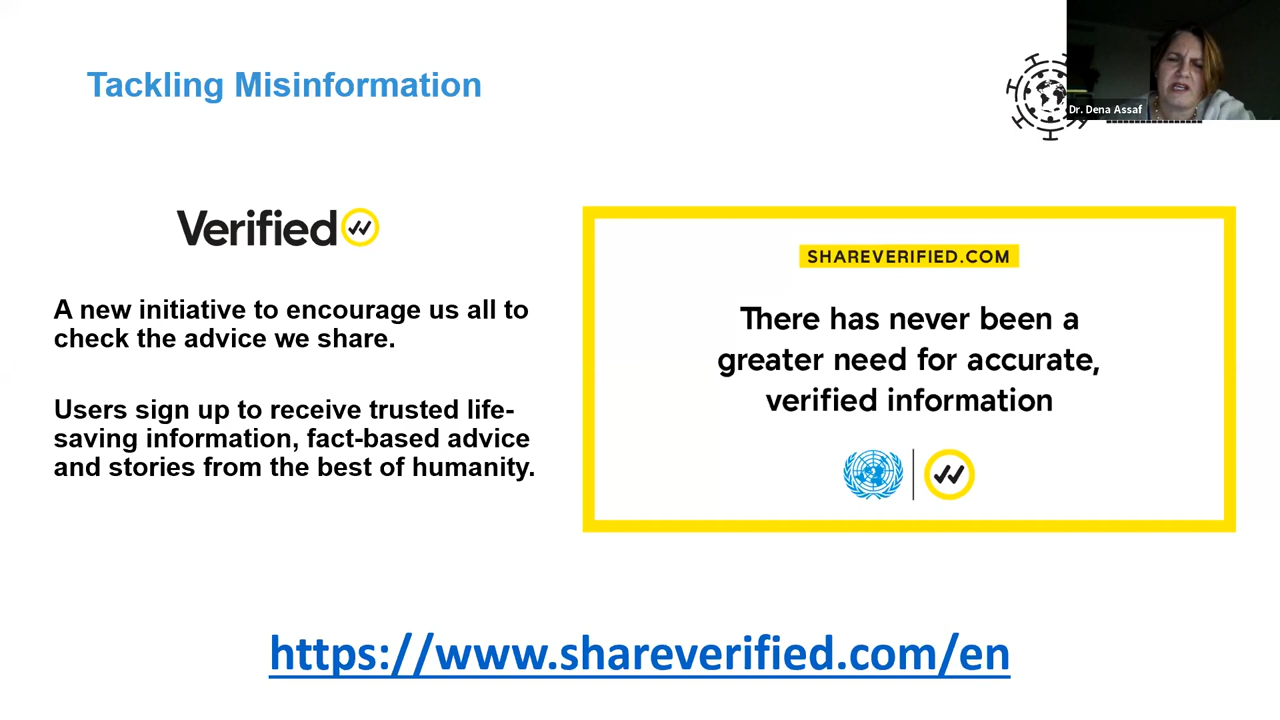 Tackling Misinformation
Dr. Dena Assaf
Verified
A new initiative to encourage us all to
check the advice we share.
Users sign up to receive trusted life-
saving information, fact-based advice
and stories from the best of humanity.
SHAREVERIFIED.COM
There has never been a
greater need for accurate,
verified information
https://www.shareverified.com/en